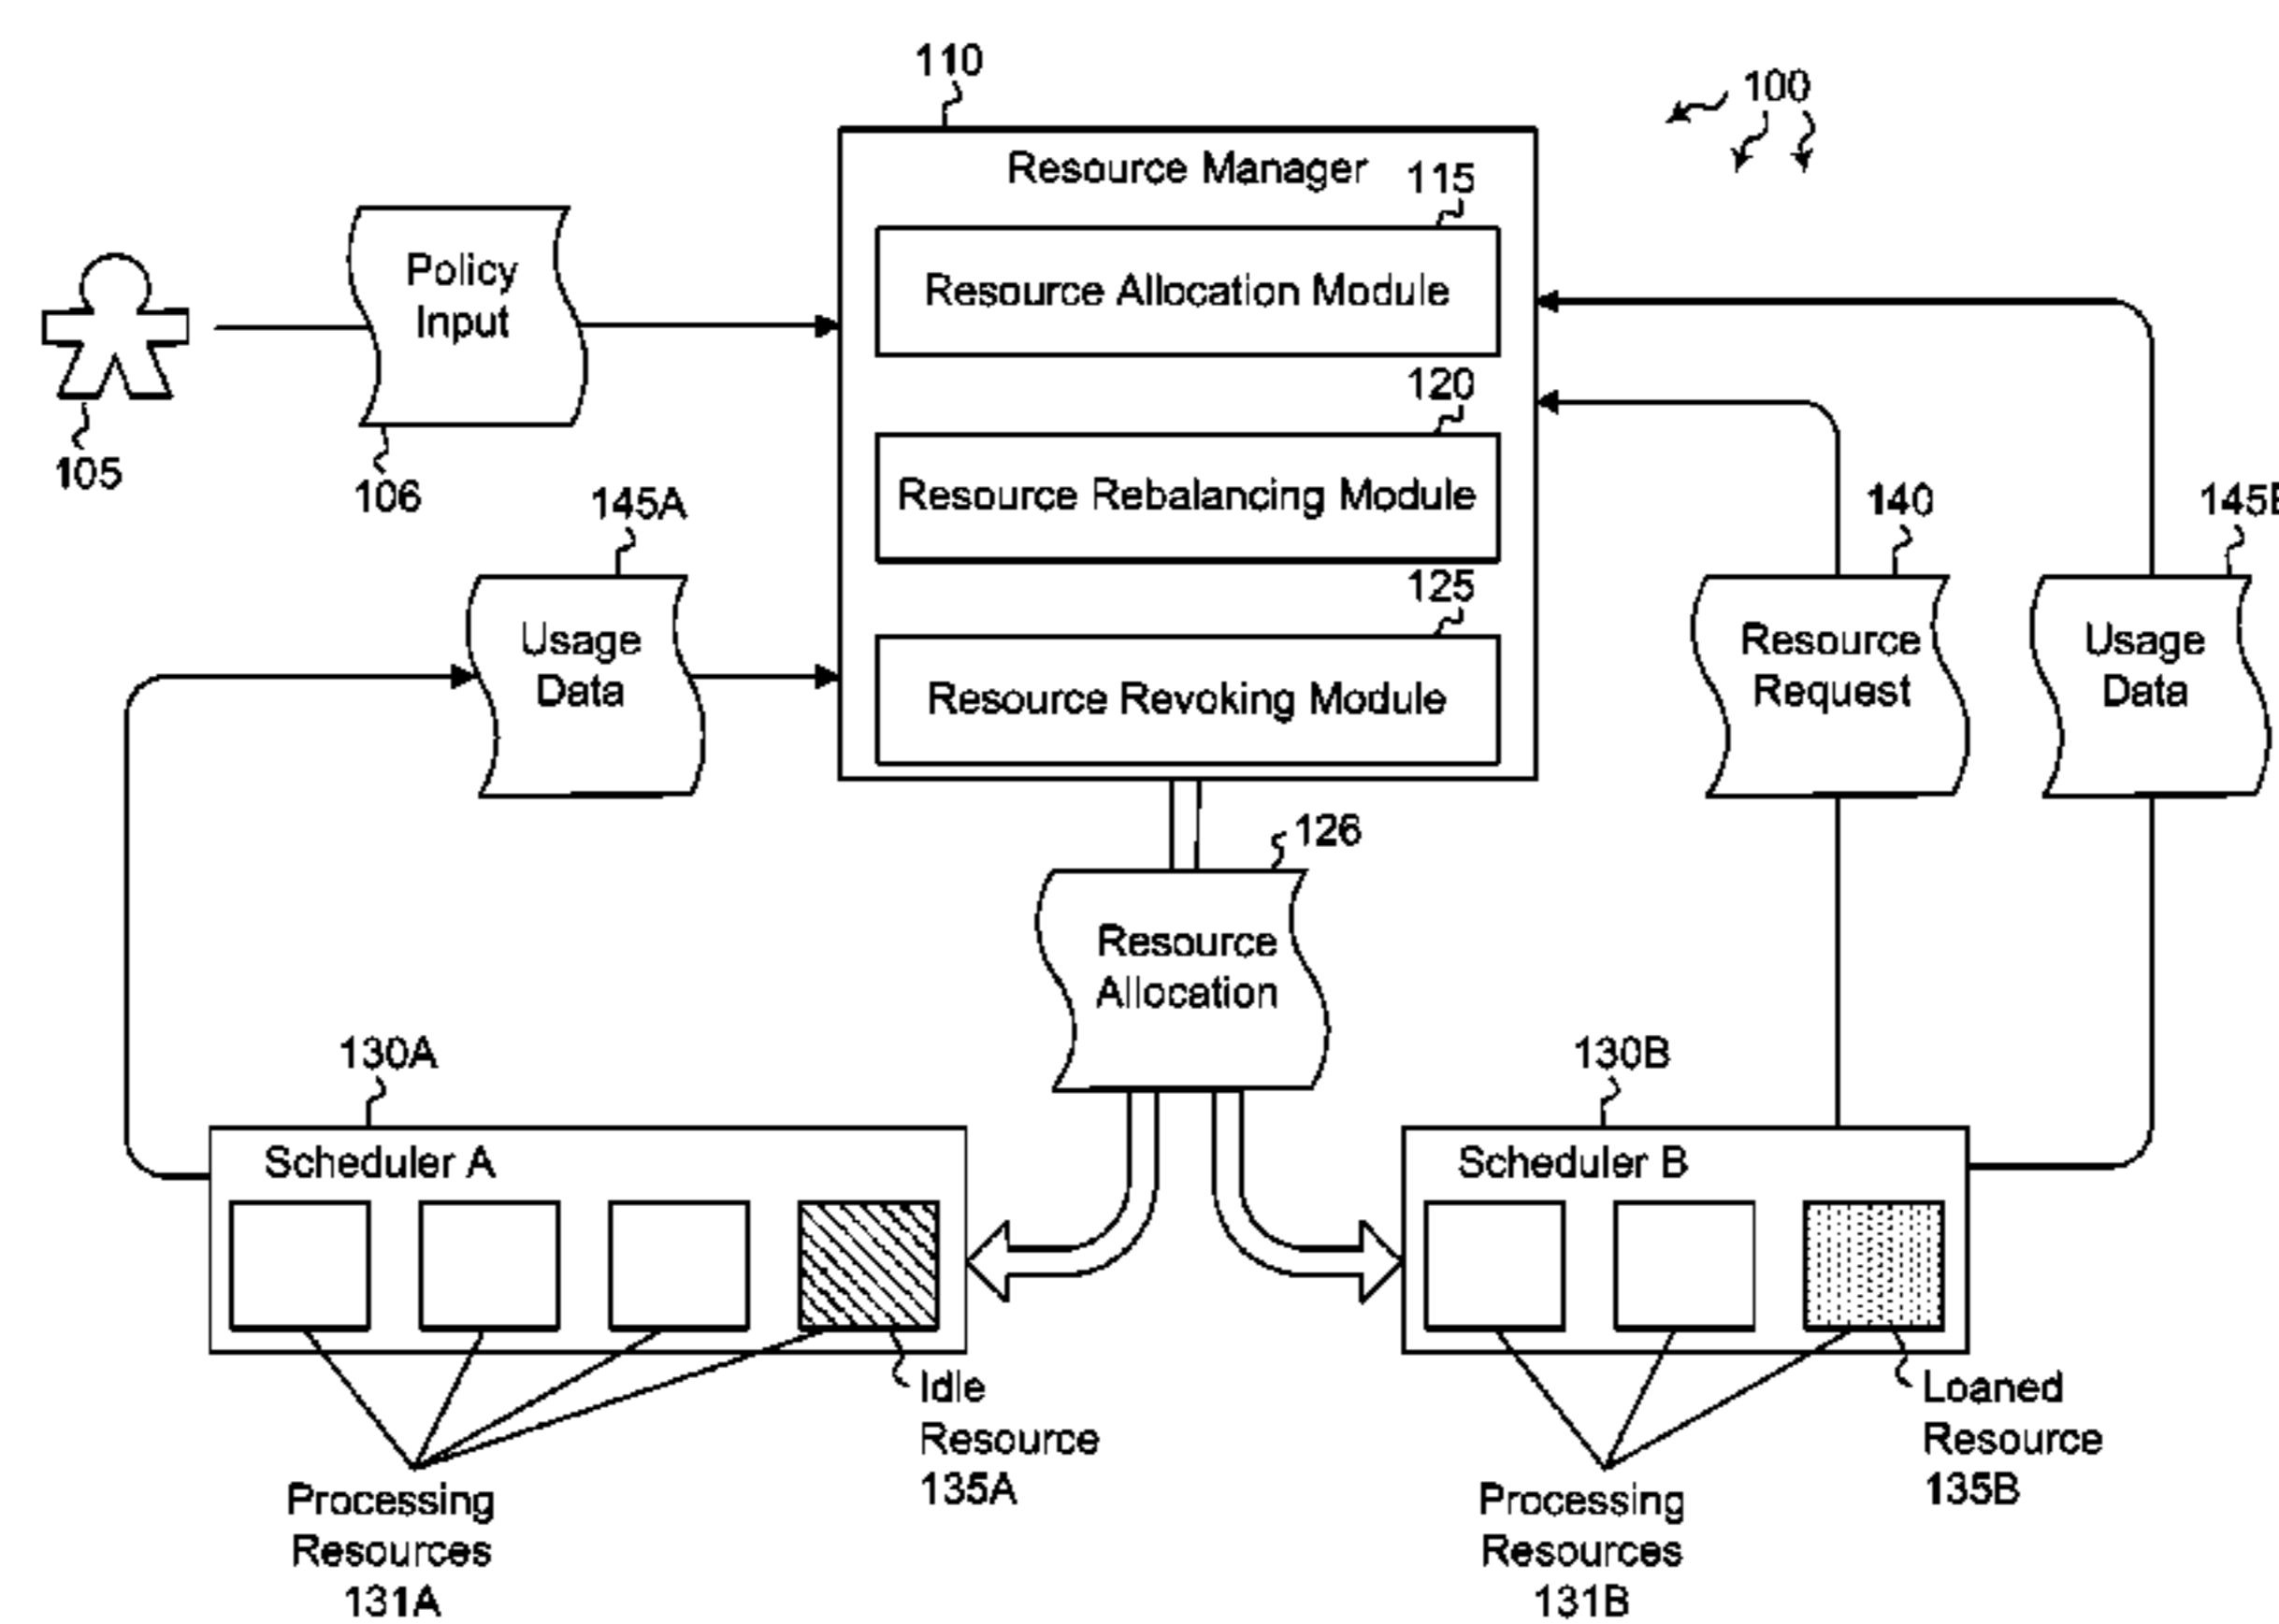 110
100
Resource Manager
115
Policy
Input
Resource Allocation Module
105
106
120
Resource Rebalancing Module
145A
140
145B
125
Usage
Data
Resource
Request
Usage
Data
Resource Revoking Module
126
Resource
Allocation
130A
130B
Scheduler A
Scheduler B
Idle
Resource
135A
Loaned
Resource
135B
Processing
Resources
131A
Processing
Resources
131B